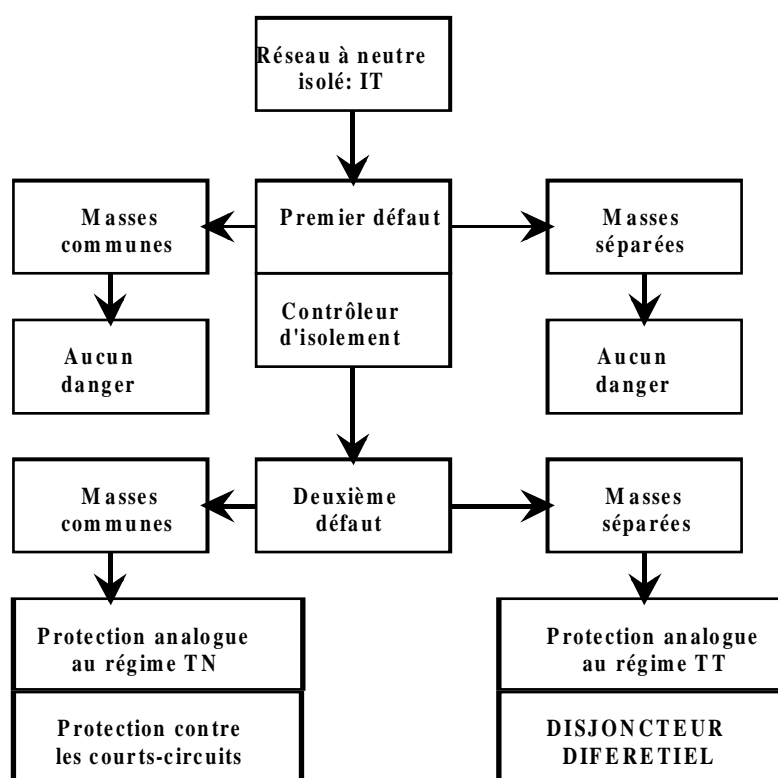 Réseau à neutre
isolé: IT
Masses
communes
Premier défaut
Masses
séparées
Contrôleur
d'isolement
Aucun
danger
Aucun
danger
Masses
communes
Deuxième
défaut
Masses
séparées
Protection analogue
au régime TN
Protection analogue
au régime TT
Protection contre
les courts-circuits
DISJONCTEUR
DIFERETIEL